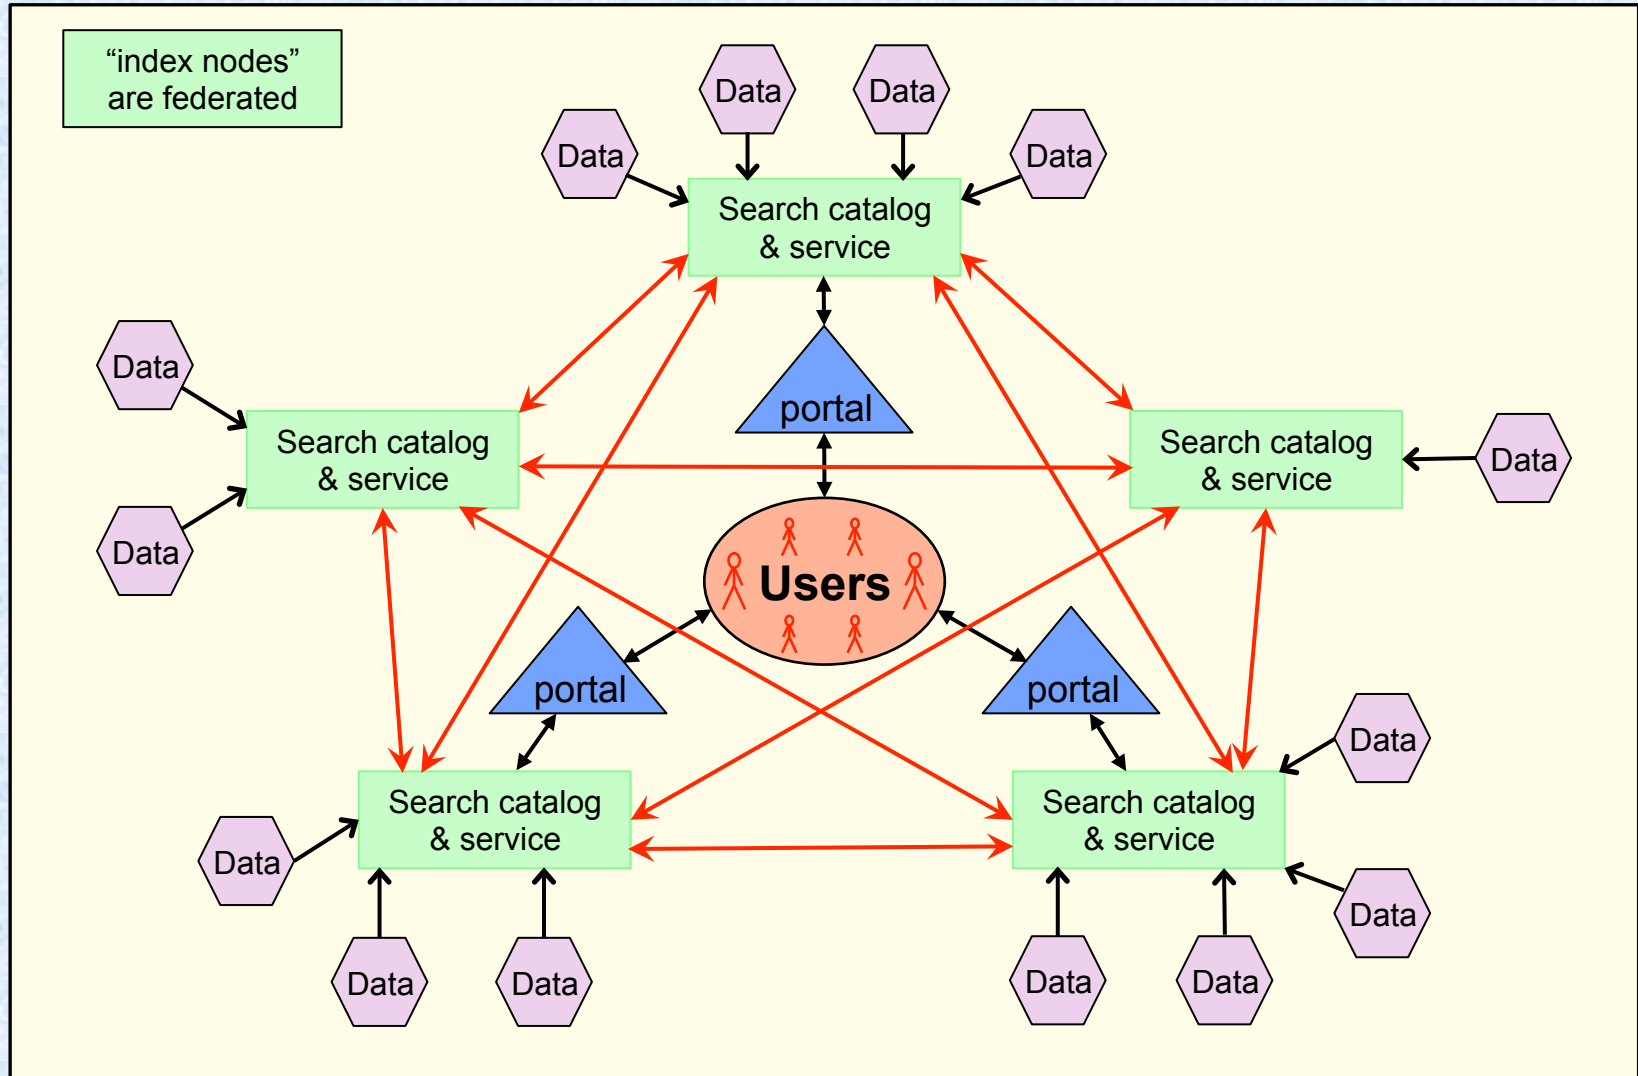 “index nodes”
are federated
Data
Data
Data
Data
Search catalog
& service
Data
portal
Search catalog
& service
Search catalog
& service
Data
Data
Users
portal
portal
Data
Search catalog
& service
Search catalog
& service
Data
Data
Data
Data
Data
Data